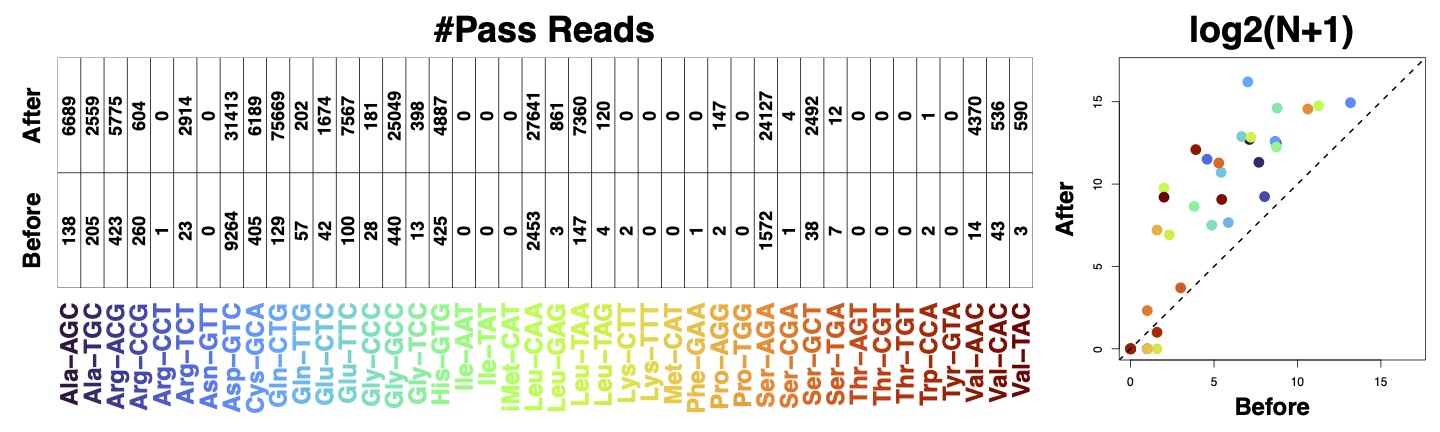 #Pass Reads
After 6689 2559 5775 604 0 2914 0 31413 6189 75669 202 1674 7567 181 25049 398 4887 0 0 0 27641 861 7360 120 0 0 0 0 147 0 24127 4 2492 12 0 0 0 1 0 4370 536 590
Before 138 205 423 260 1 23 0 9264 405 129 57 42 100 28 440 13 425 0 0 0 2453 3 147 4 2 0 0 1 2 0 1572 1 38 7 0 0 0 2 0 14 43 3
Ala−AGC
Ala−TGC
Arg−ACG
Arg−CCG
Arg−CCT
Arg−TCT
Asn−GTT
Asp−GTC
Cys−GCA
Gln−CTG
Gln−TTG
Glu−CTC
Glu−TTC
Gly−CCC
Gly−GCC
Gly−TCC
His−GTG
Ile−AAT
Ile−TAT
iMet−CAT
Leu−CAA
Leu−CAG
Leu−TAA
Leu−TAG
Lys−CTT
Lys−TTT
Met−CAT
Phe−GAA
Pro−AGG
Pro−TGG
Ser−AGA
Ser−CGA
Ser−GCT
Ser−TGA
Thr−AGT
Thr−CGT
Thr−TGT
Trp−CCA
Tyr−GTA
Val−AAC
Val−CAC
Val−TAC
log2(N+1)
After
15
10
5
0
0 5 10 15
Before